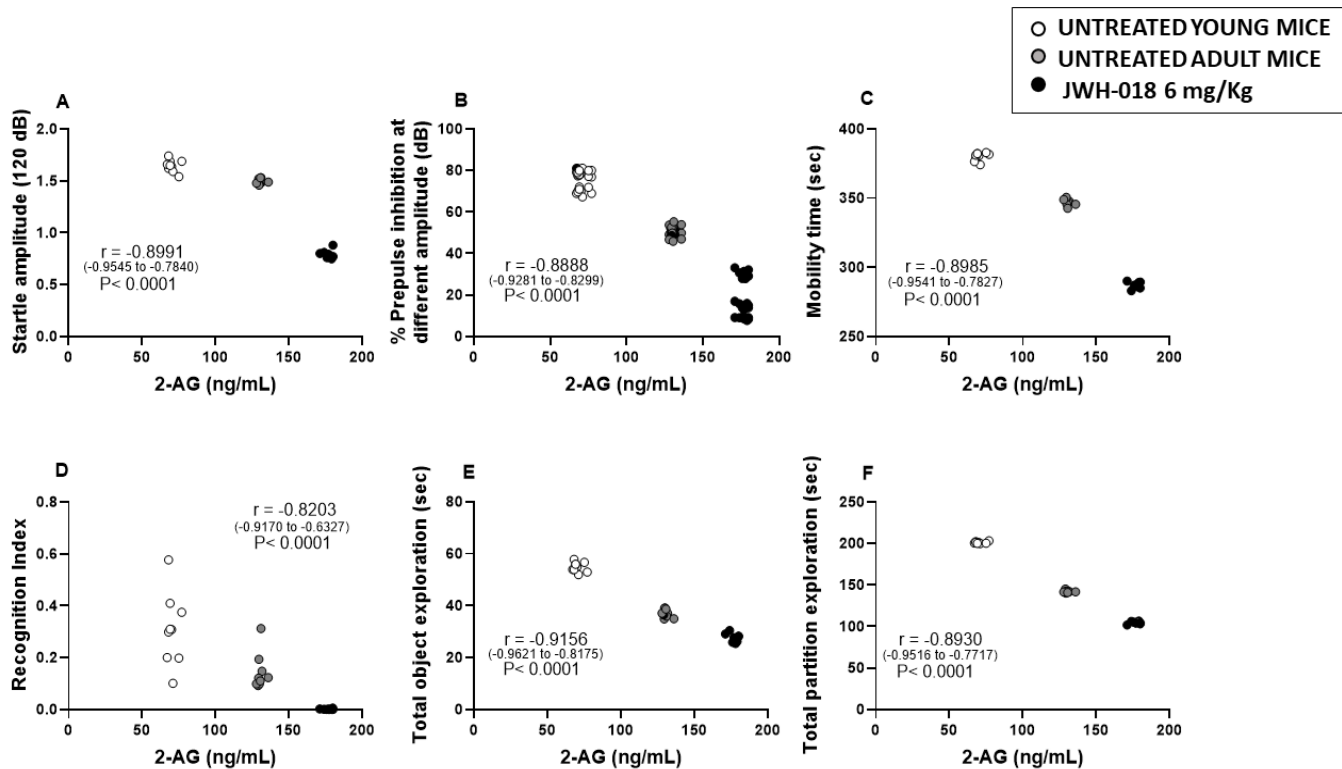 UNTREATED YOUNG MICE
UNTREATED ADULT MICE
JWH-018 6 mg/Kg
A
Startle amplitude (120 dB)
2.0
1.5
1.0
0.5
0.0
r = -0.8991
(-0.9545 to -0.7840)
P< 0.0001
0
50
100
150
200
2-AG (ng/mL)
B
% Prepulse inhibition at
different amplitude (dB)
100
80
60
40
20
0
r = -0.8888
(-0.9281 to -0.8299)
P< 0.0001
0
50
100
150
200
2-AG (ng/mL)
C
Mobility time (sec)
400
350
300
250
r = -0.8985
(-0.9541 to -0.7827)
P< 0.0001
0
50
100
150
200
2-AG (ng/mL)
D
Recognition Index
0.8
0.6
0.4
0.2
0.0
r = -0.8203
(-0.9170 to -0.6327)
P< 0.0001
0
50
100
150
200
2-AG (ng/mL)
E
Total object exploration (sec)
80
60
40
20
0
r = -0.9156
(-0.9621 to -0.8175)
P< 0.0001
0
50
100
150
200
2-AG (ng/mL)
F
Total partition exploration (sec)
250
200
150
100
50
0
r = -0.8930
(-0.9516 to -0.7717)
P< 0.0001
0
50
100
150
200
2-AG (ng/mL)